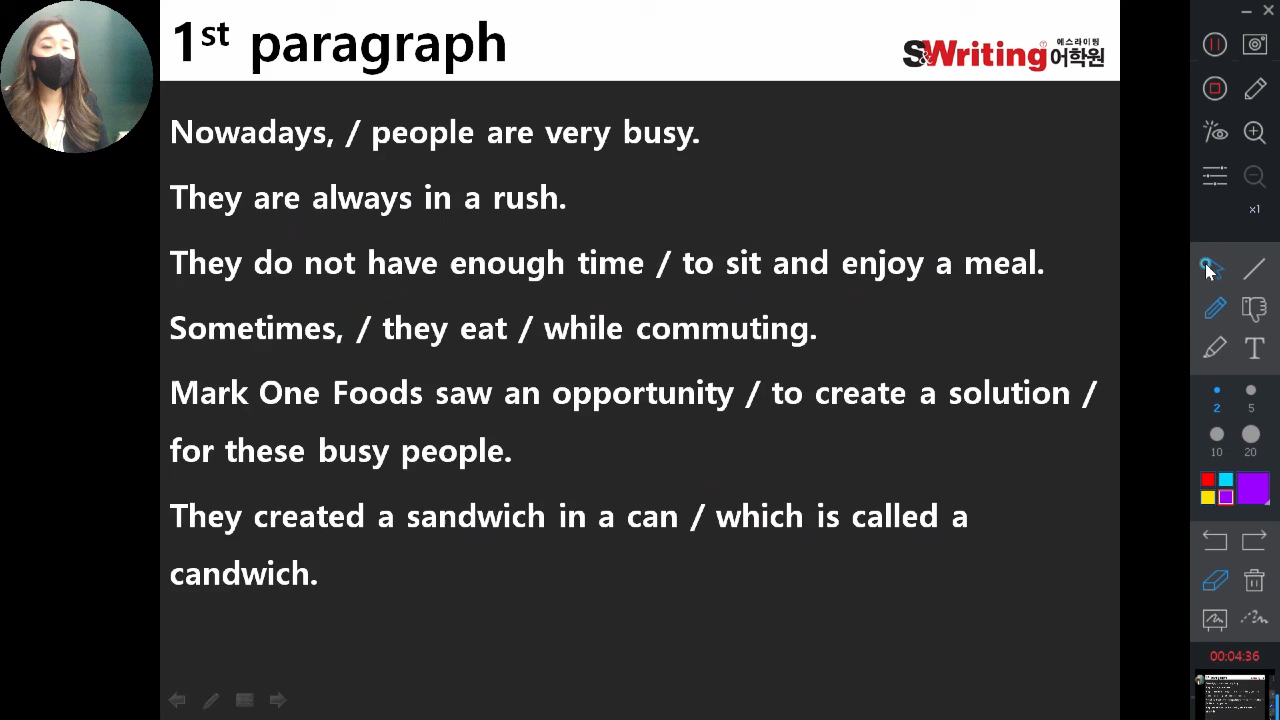 1st paragraph
S&Writing 에스라이팅 어학원
Nowadays, / people are very busy.
They are always in a rush.
They do not have enough time / to sit and enjoy a meal.
Sometimes, / they eat / while commuting.
Mark One Foods saw an opportunity / to create a solution /
for these busy people.
They created a sandwich in a can / which is called a
candwich.
x1
T
2 5
10 20
00:04:36